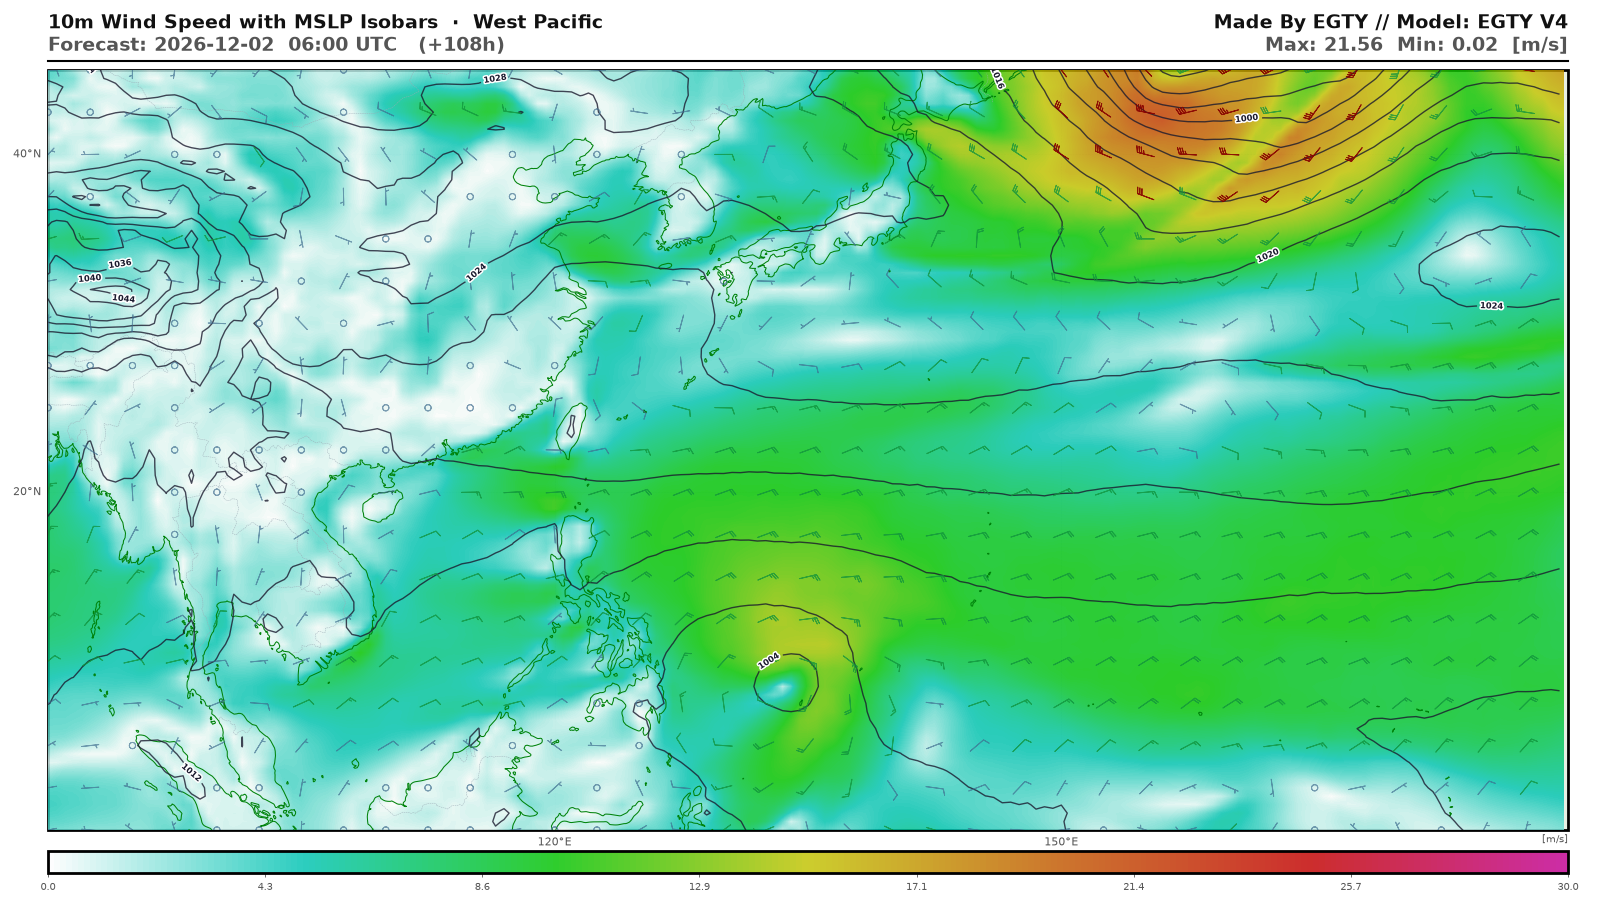 10m Wind Speed with MSLP Isobars · West Pacific
Made By EGTY // Model: EGTY V4
Forecast: 2026-12-02 06:00 UTC (+108h)
Max: 21.56 Min: 0.02 [m/s]
1028
1016
1000
40°N
1036
1040
1044
1024
1020
1024
20°N
1004
1012
120°E
150°E
[m/s]
0.0
4.3
8.6
12.9
17.1
21.4
25.7
30.0